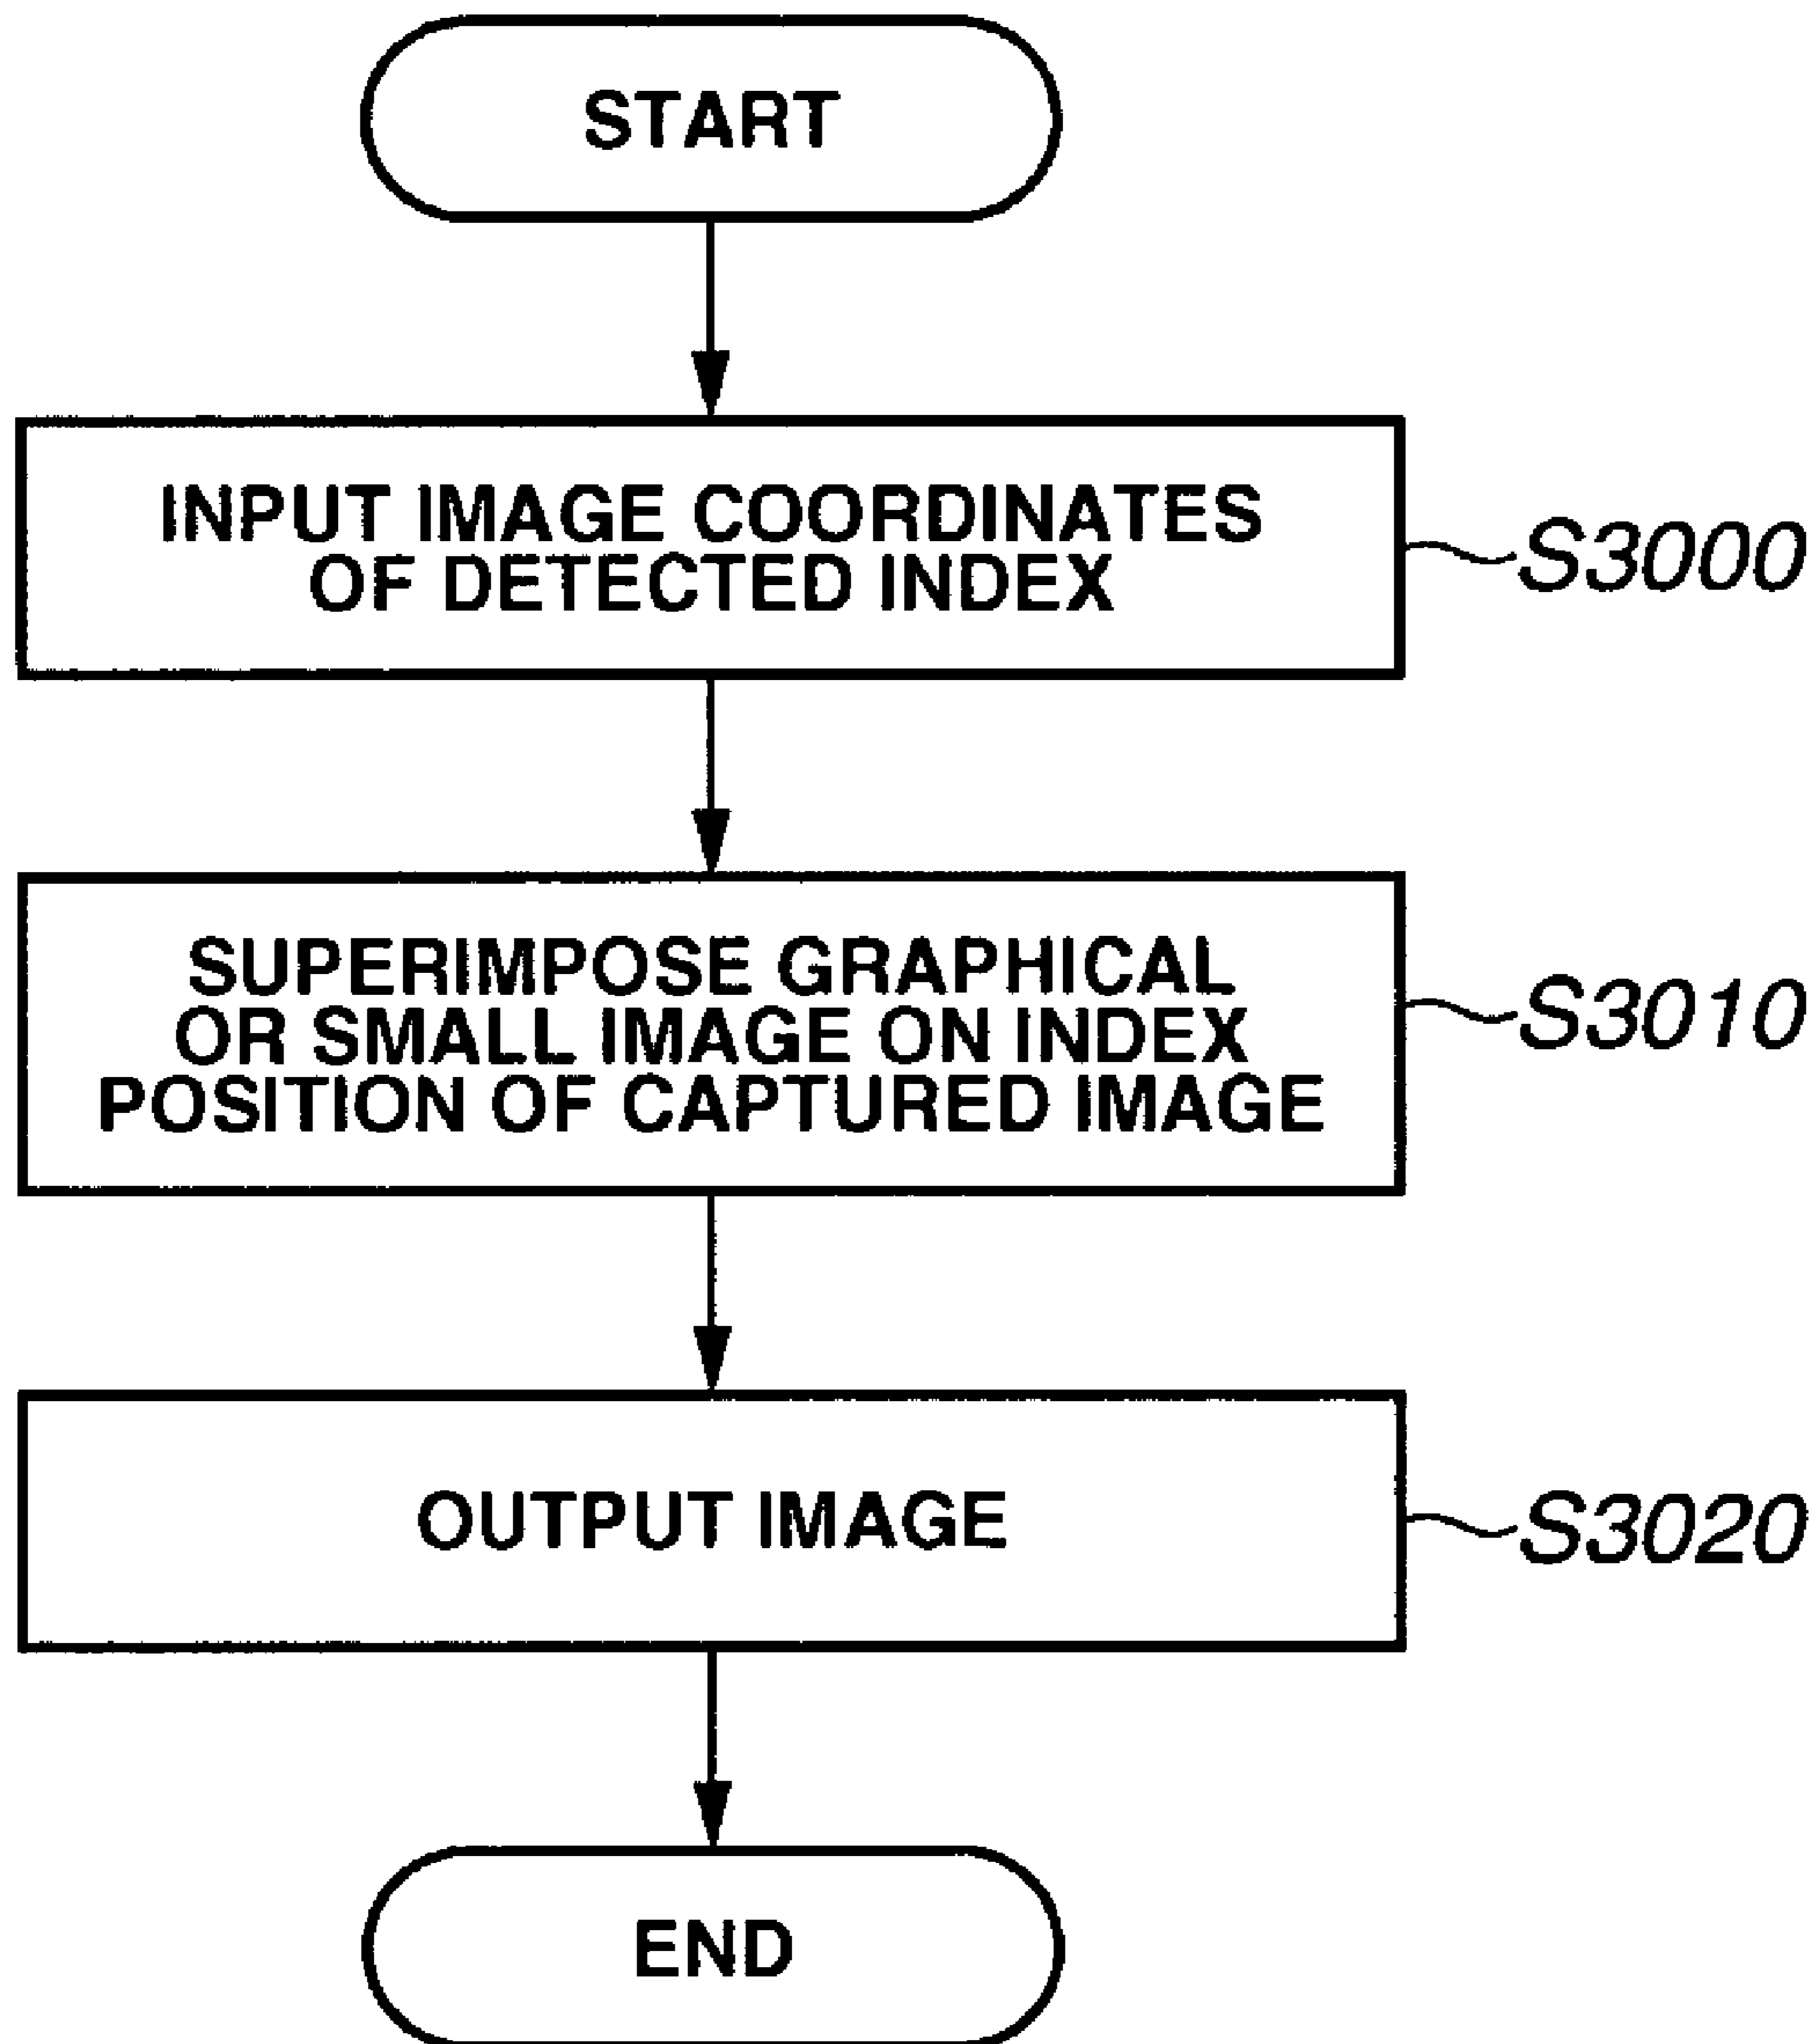 START
INPUT IMAGE COORDINATES
OF DETECTED INDEX
S3000
SUPERIMPOSE GRAPHICAL
OR SMALL IMAGE ON INDEX
POSITION OF CAPTURED IMAGE
S3010
OUTPUT IMAGE
S3020
END